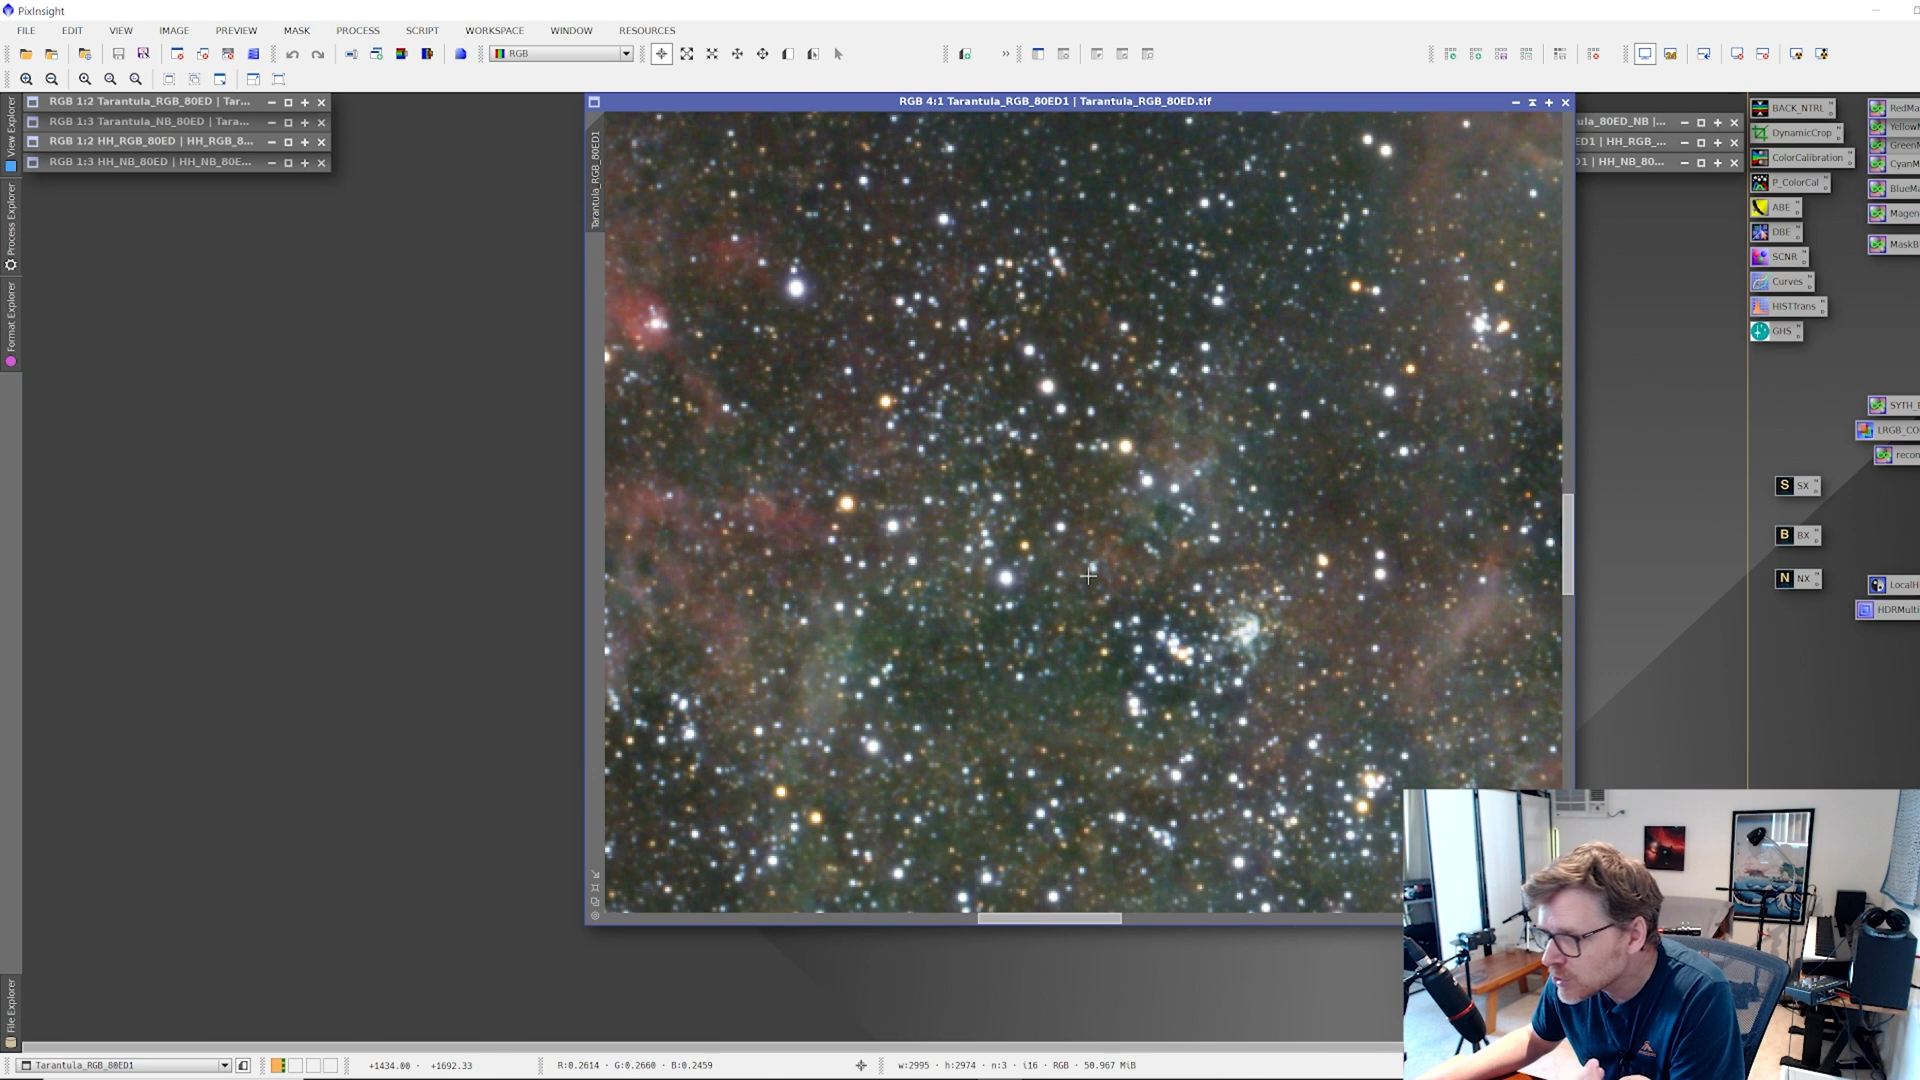 PixInsight
FILE EDIT VIEW IMAGE PREVIEW MASK PROCESS SCRIPT WORKSPACE WINDOW RESOURCES
RGB
RGB 1:2 Tarantula_RGB_80ED | Tar...
RGB 1:3 Tarantula_NB_80ED | Tara...
RGB 1:2 HH_RGB_80ED | HH_RGB_8...
RGB 1:3 HH_NB_80ED | HH_NB_80E...
View Explorer
Process Explorer
Format Explorer
File Explorer
RGB 4:1 Tarantula_RGB_80ED1 | Tarantula_RGB_80ED.tif
Tarantula_RGB_80ED1
ula_80ED_NB |...
ED1 | HH_RGB_...
D1 | HH_NB_80...
BACK_NTRL
DynamicCrop
ColorCalibration
P_ColorCal
ABE
DBE
SCNR
Curves
HISTTrans
GHS
S SX
B BX
N NX
RedMa
Yellow
GreenM
CyanM
BlueMa
Magen
MaskB
SYTH_
LRGB_CO
recon
LocalH
HDRMulti
Tarantula_RGB_80ED1
+1434.00 · +1692.33
R:0.2614 · G:0.2660 · B:0.2459
w:2995 · h:2974 · n:3 · i16 · RGB · 50.967 MiB